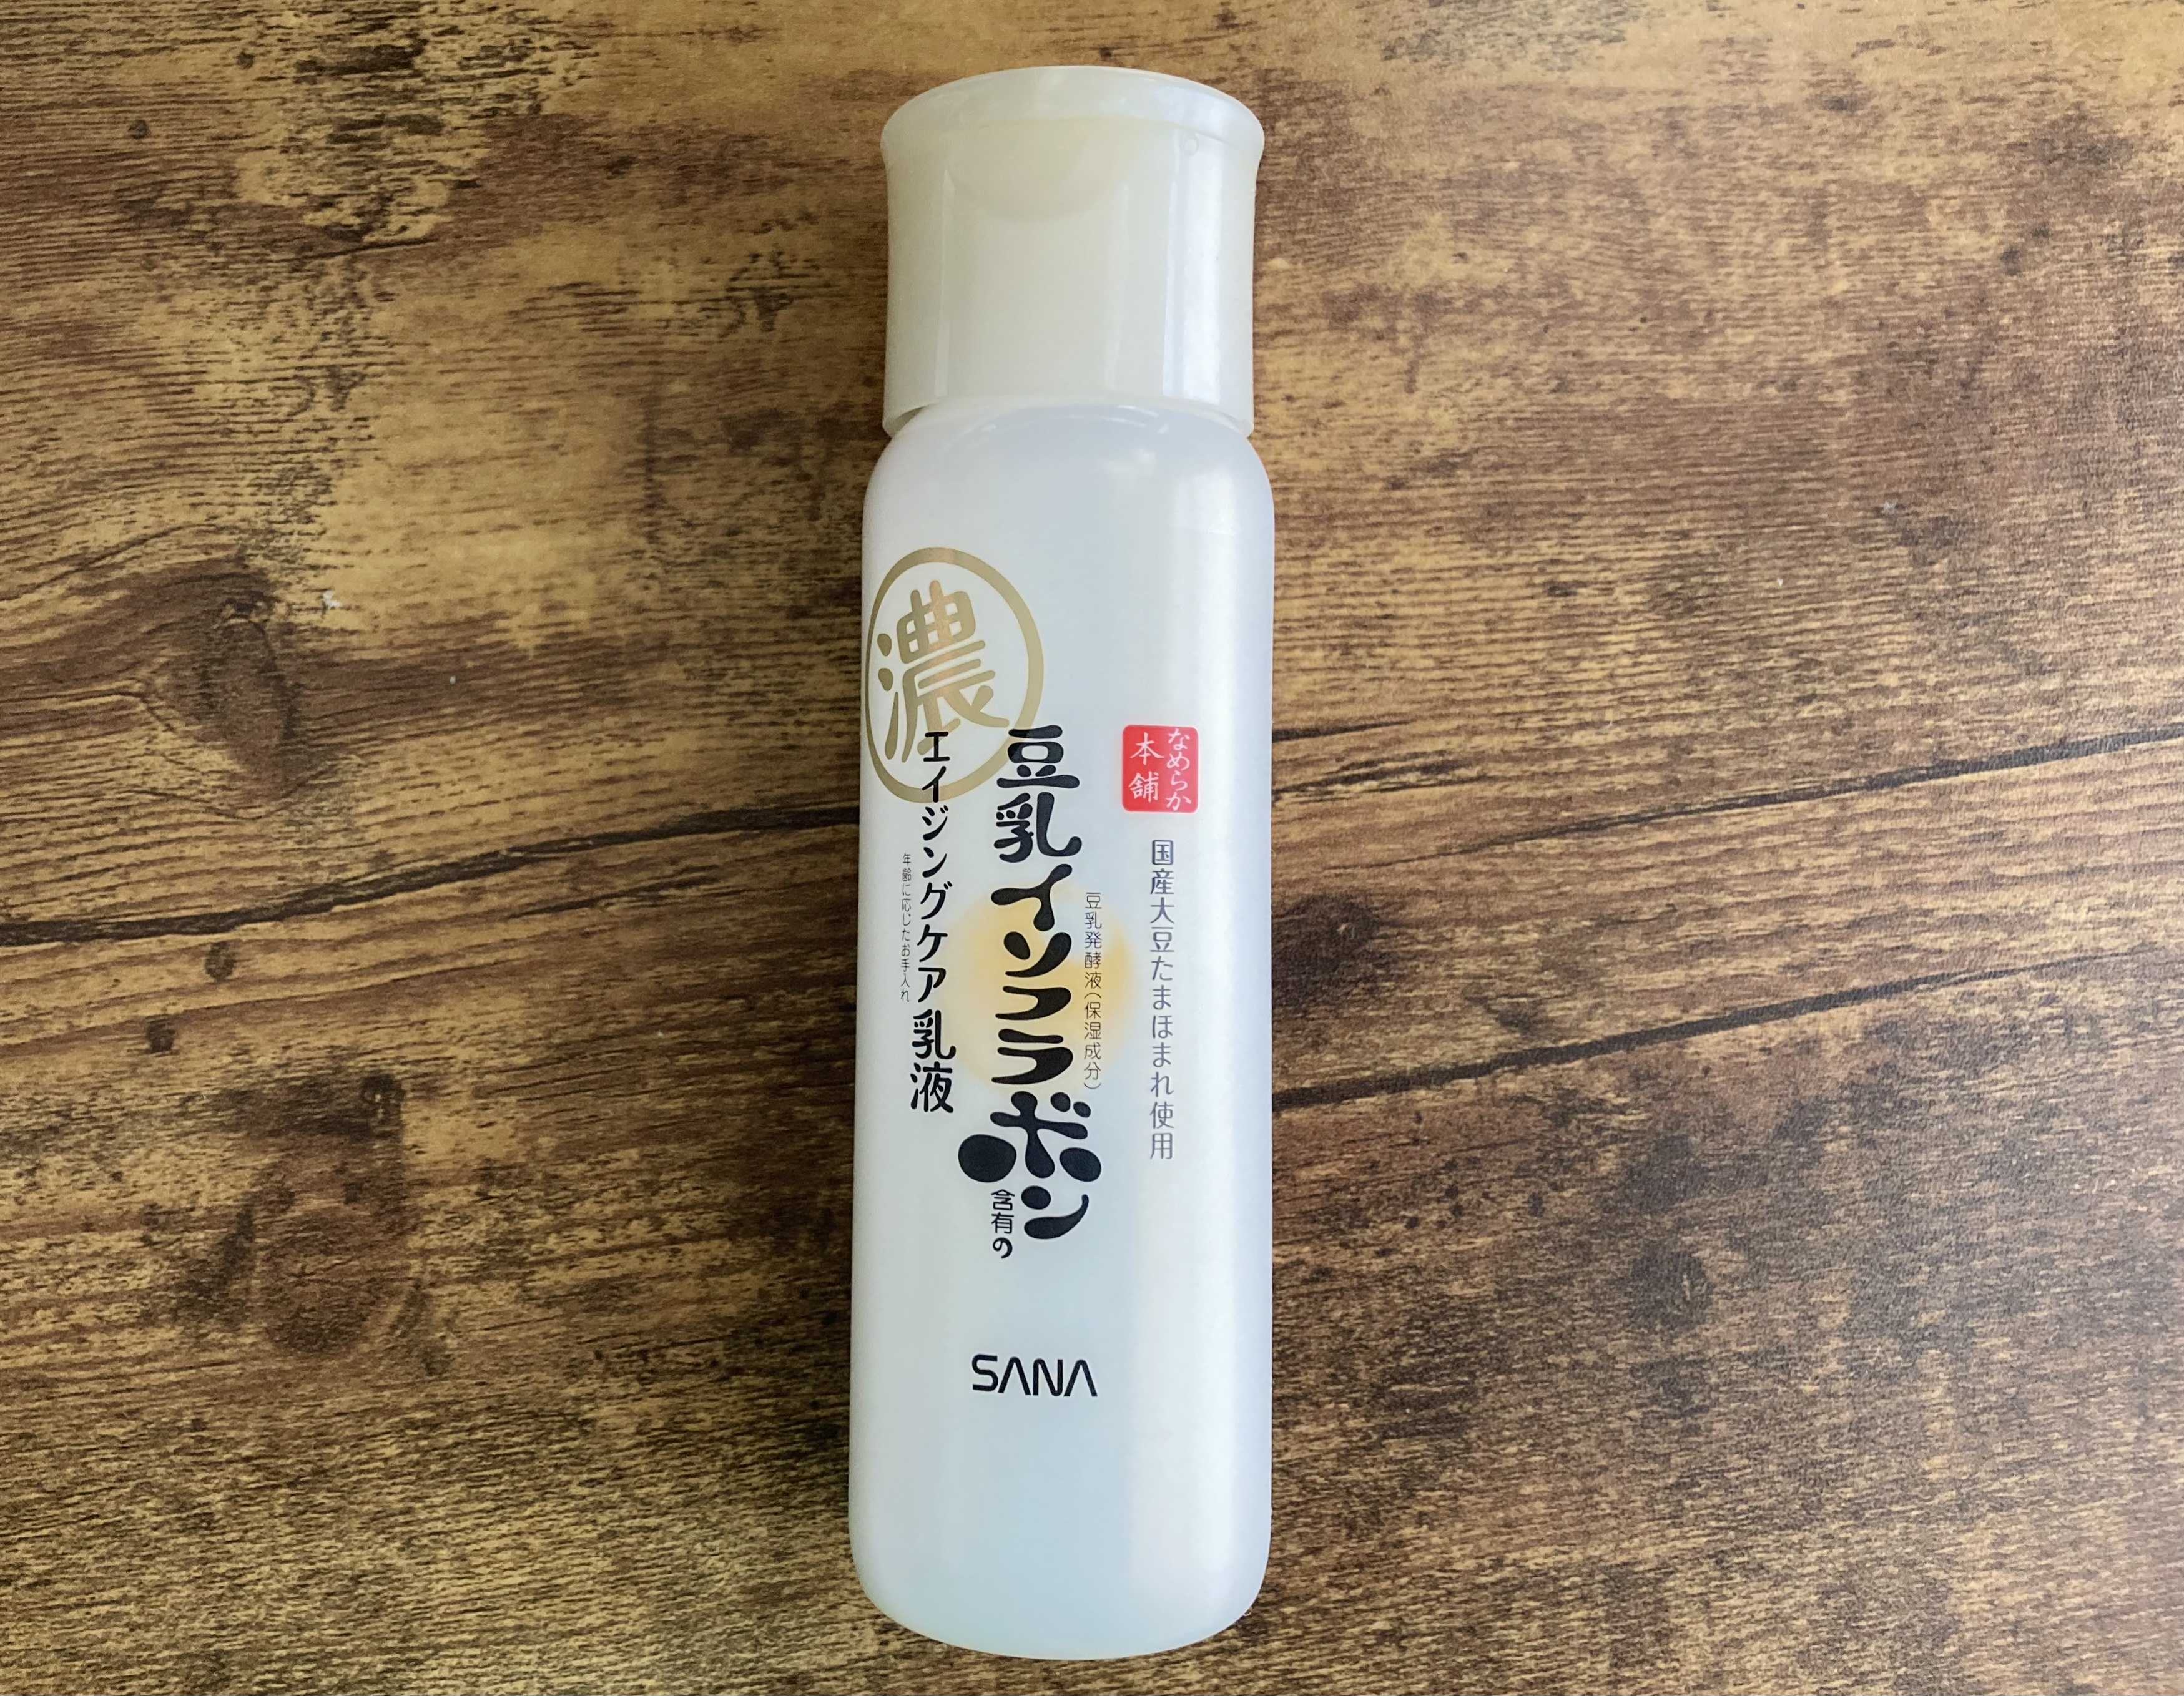 なめらか
本舗
国産大豆たまほまれ使用
豆乳発酵液(保湿成分)
豆乳イソフラボン
含有の
濃
エイジングケア乳液
年齢に応じたお手入れ
SANA